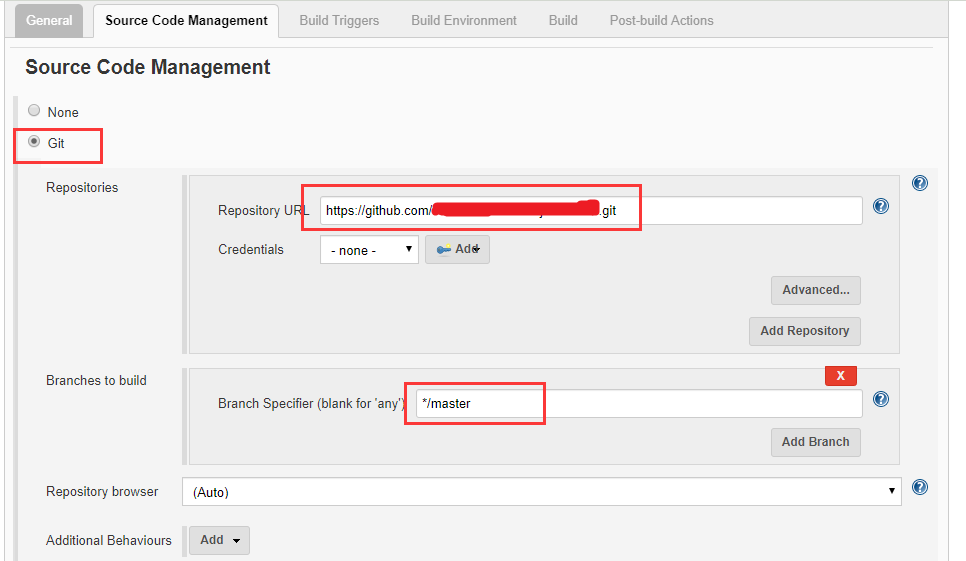 General Source Code Management Build Triggers Build Environment Build Post-build Actions
Source Code Management
None
Git
Repositories
Repository URL https://github.com/ .git
Credentials - none - Add
Advanced...
Add Repository
Branches to build
X
Branch Specifier (blank for 'any') */master
Add Branch
Repository browser (Auto)
Additional Behaviours Add